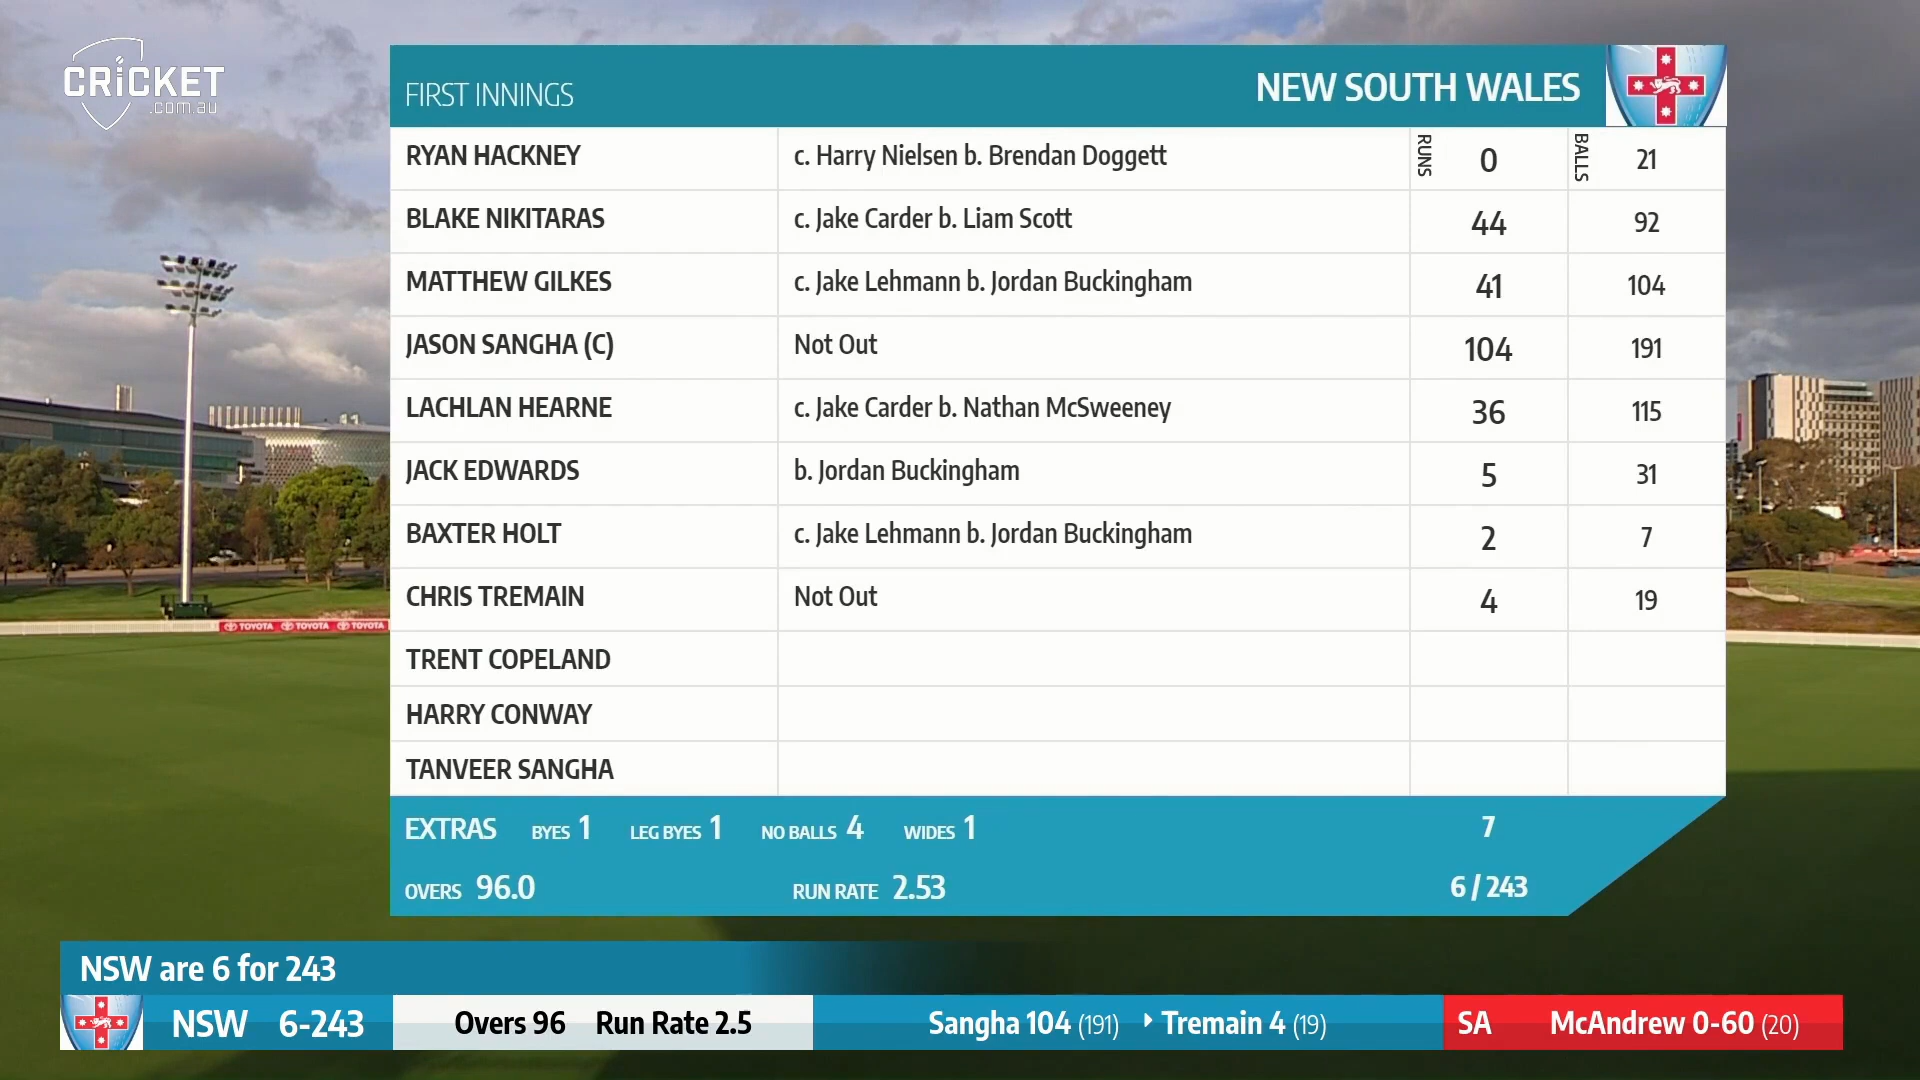 CRICKET
.com.au
FIRST INNINGS NEW SOUTH WALES
RUNS BALLS
RYAN HACKNEY c. Harry Nielsen b. Brendan Doggett 0 21
BLAKE NIKITARAS c. Jake Carder b. Liam Scott 44 92
MATTHEW GILKES c. Jake Lehmann b. Jordan Buckingham 41 104
JASON SANGHA (C) Not Out 104 191
LACHLAN HEARNE c. Jake Carder b. Nathan McSweeney 36 115
JACK EDWARDS b. Jordan Buckingham 5 31
BAXTER HOLT c. Jake Lehmann b. Jordan Buckingham 2 7
CHRIS TREMAIN Not Out 4 19
TRENT COPELAND
HARRY CONWAY
TANVEER SANGHA
EXTRAS BYES 1 LEG BYES 1 NO BALLS 4 WIDES 1 7
OVERS 96.0 RUN RATE 2.53 6 / 243
TOYOTA TOYOTA TOYOTA
NSW are 6 for 243
NSW 6-243 Overs 96 Run Rate 2.5 Sangha 104 (191) Tremain 4 (19) SA McAndrew 0-60 (20)